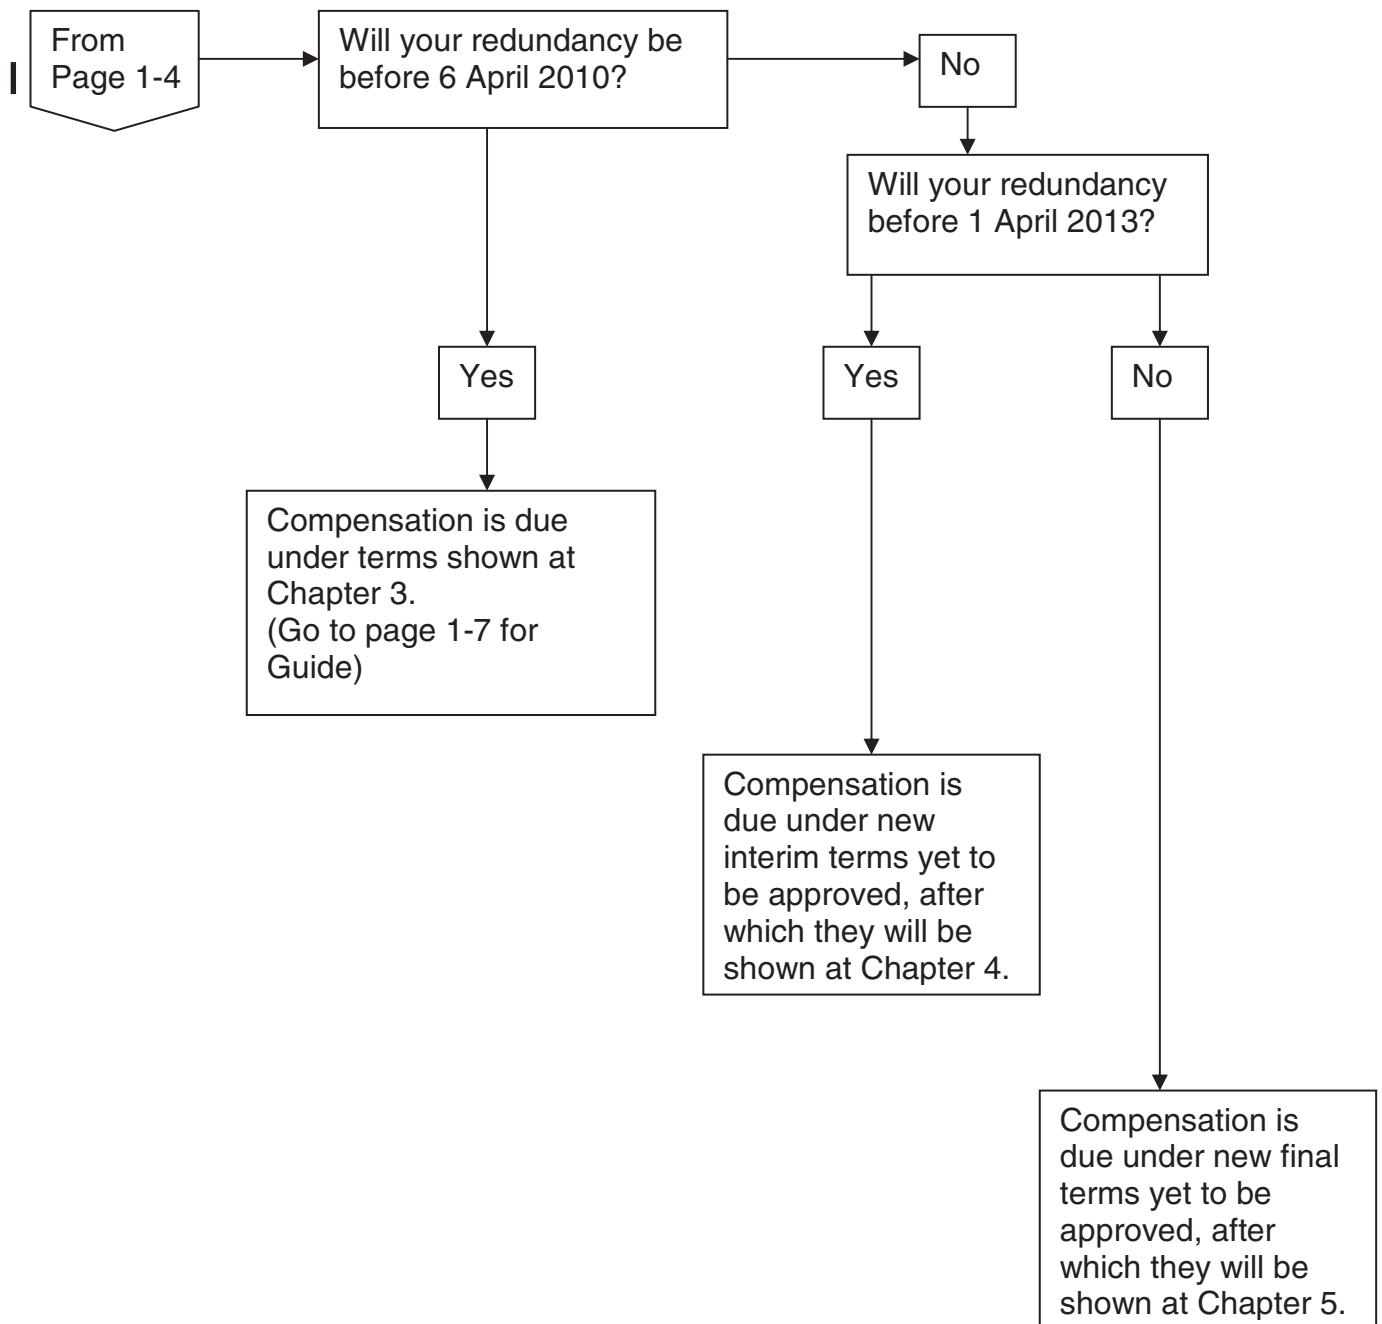 From
Page 1-4
Will your redundancy be
before 6 April 2010?
No
Will your redundancy
before 1 April 2013?
Yes
Yes
No
Compensation is due
under terms shown at
Chapter 3.
(Go to page 1-7 for
Guide)
Compensation is
due under new
interim terms yet to
be approved, after
which they will be
shown at Chapter 4.
Compensation is
due under new final
terms yet to be
approved, after
which they will be
shown at Chapter 5.